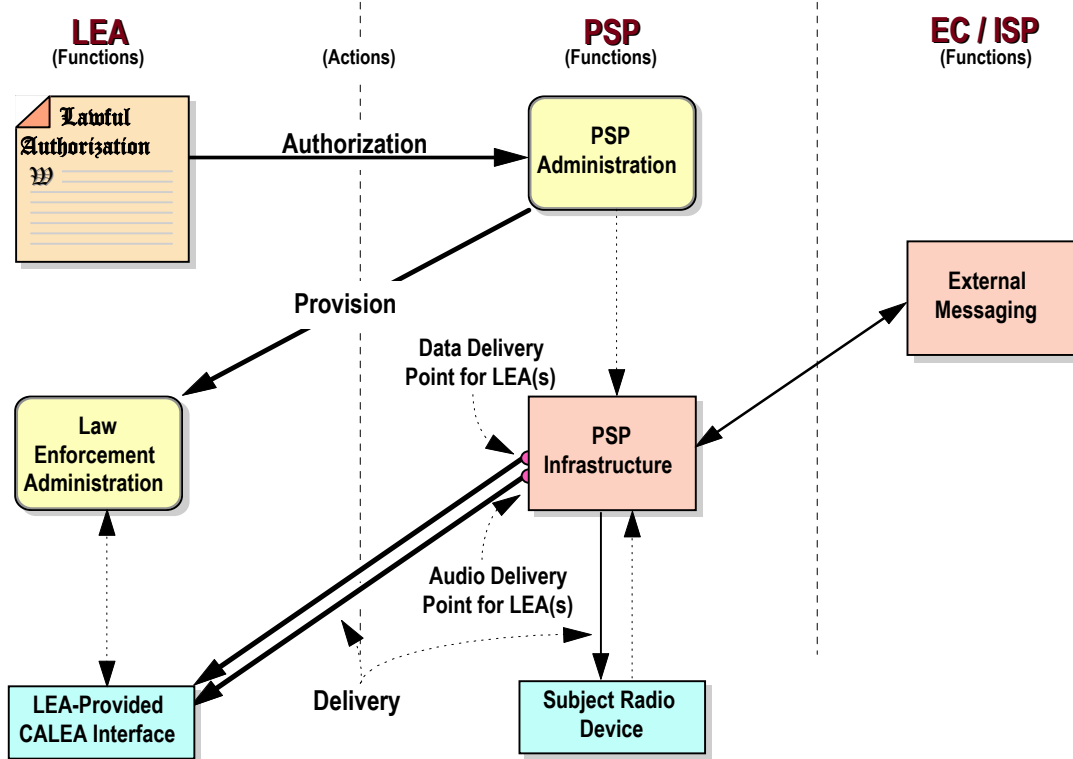 LEA
(Functions)
(Actions)
PSP
(Functions)
EC / ISP
(Functions)
Lawful
Authorization
W
Authorization
PSP
Administration
External
Messaging
Provision
Data Delivery
Point for LEA(s)
Law
Enforcement
Administration
PSP
Infrastructure
Audio Delivery
Point for LEA(s)
Delivery
LEA-Provided
CALEA Interface
Subject Radio
Device